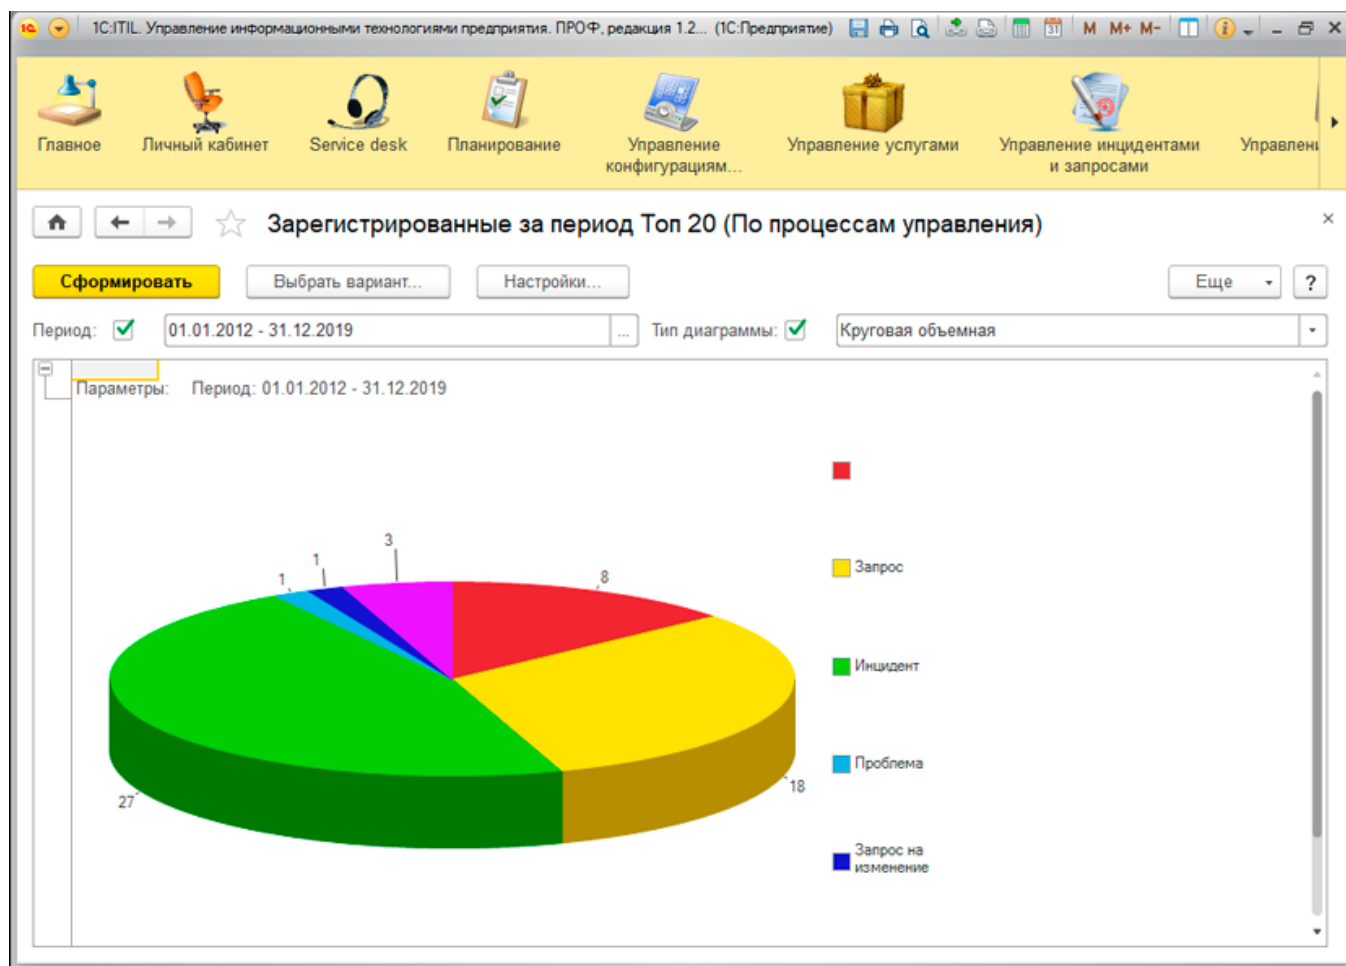 1С:ITIL. Управление информационными технологиями предприятия. ПРОФ, редакция 1.2... (1С:Предприятие)
31 M M+ M-
Главное
Личный кабинет
Service desk
Планирование
Управление
конфигурациям...
Управление услугами
Управление инцидентами
и запросами
Управлени
Зарегистрированные за период Топ 20 (По процессам управления)
Сформировать
Выбрать вариант...
Настройки...
Еще
?
Период:
01.01.2012 - 31.12.2019
...
Тип диаграммы:
Круговая объемная
Параметры: Период: 01.01.2012 - 31.12.2019
3
1
1
8
Запрос
Инцидент
Проблема
18
27
Запрос на
изменение